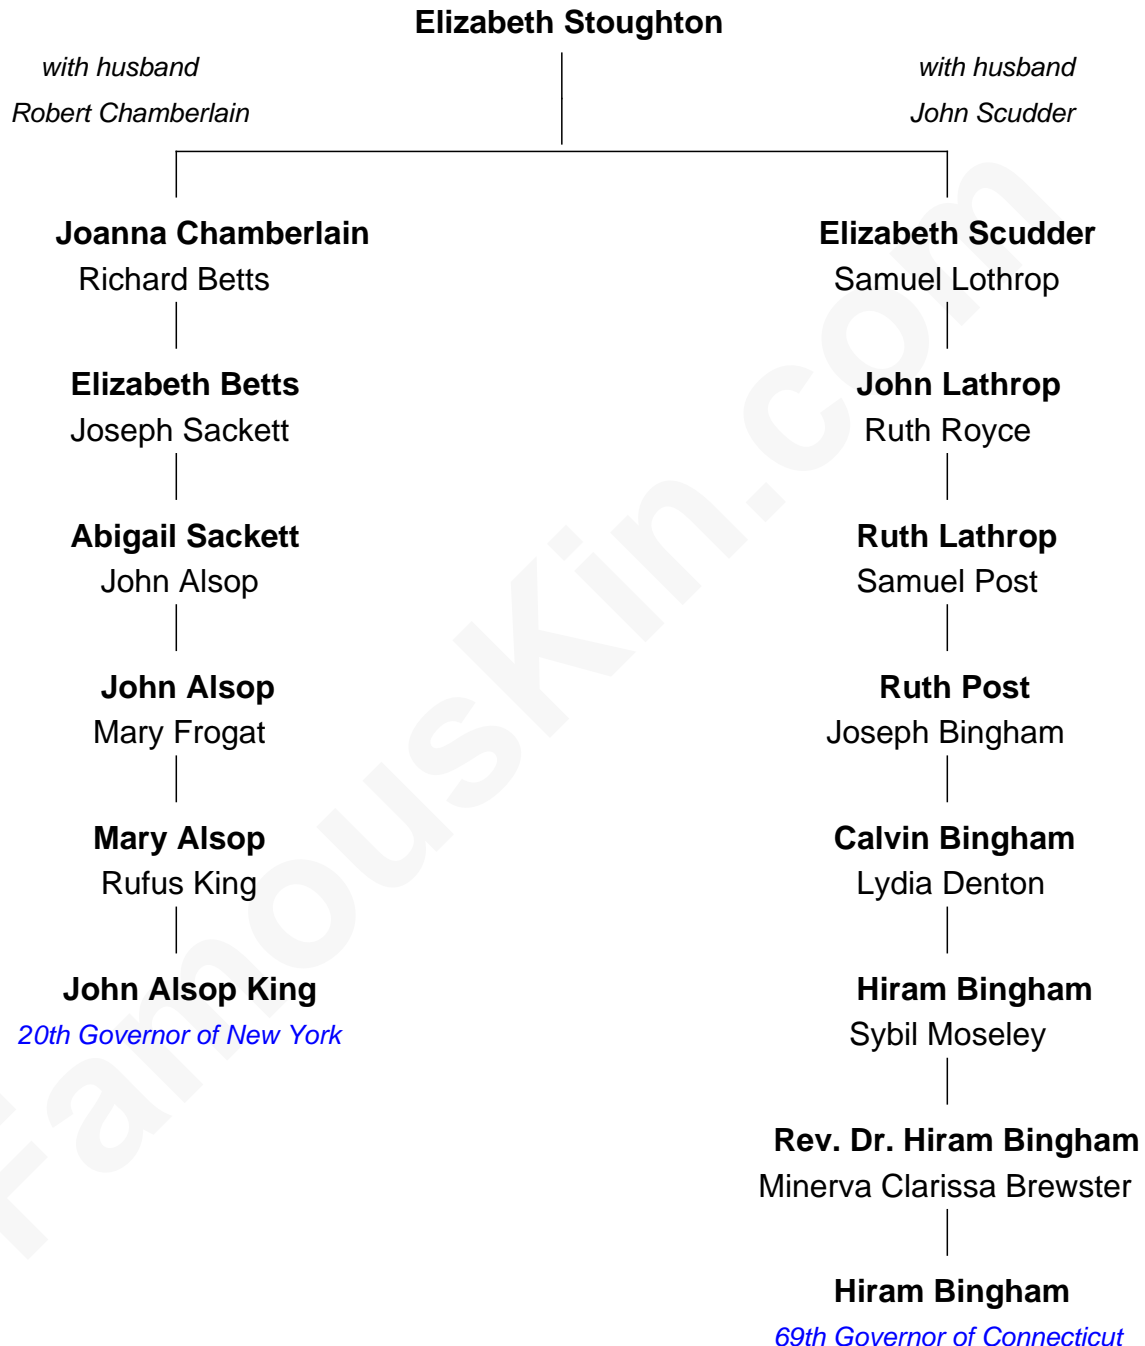 Elizabeth Stoughton
with husband
Robert Chamberlain
with husband
John Scudder
Joanna Chamberlain
Richard Betts
Elizabeth Scudder
Samuel Lothrop
Elizabeth Betts
Joseph Sackett
John Lathrop
Ruth Royce
Abigail Sackett
John Alsop
Ruth Lathrop
Samuel Post
John Alsop
Mary Frogat
Ruth Post
Joseph Bingham
Mary Alsop
Rufus King
Calvin Bingham
Lydia Denton
John Alsop King
20th Governor of New York
Hiram Bingham
Sybil Moseley
Rev. Dr. Hiram Bingham
Minerva Clarissa Brewster
Hiram Bingham
69th Governor of Connecticut
FamousKin.com